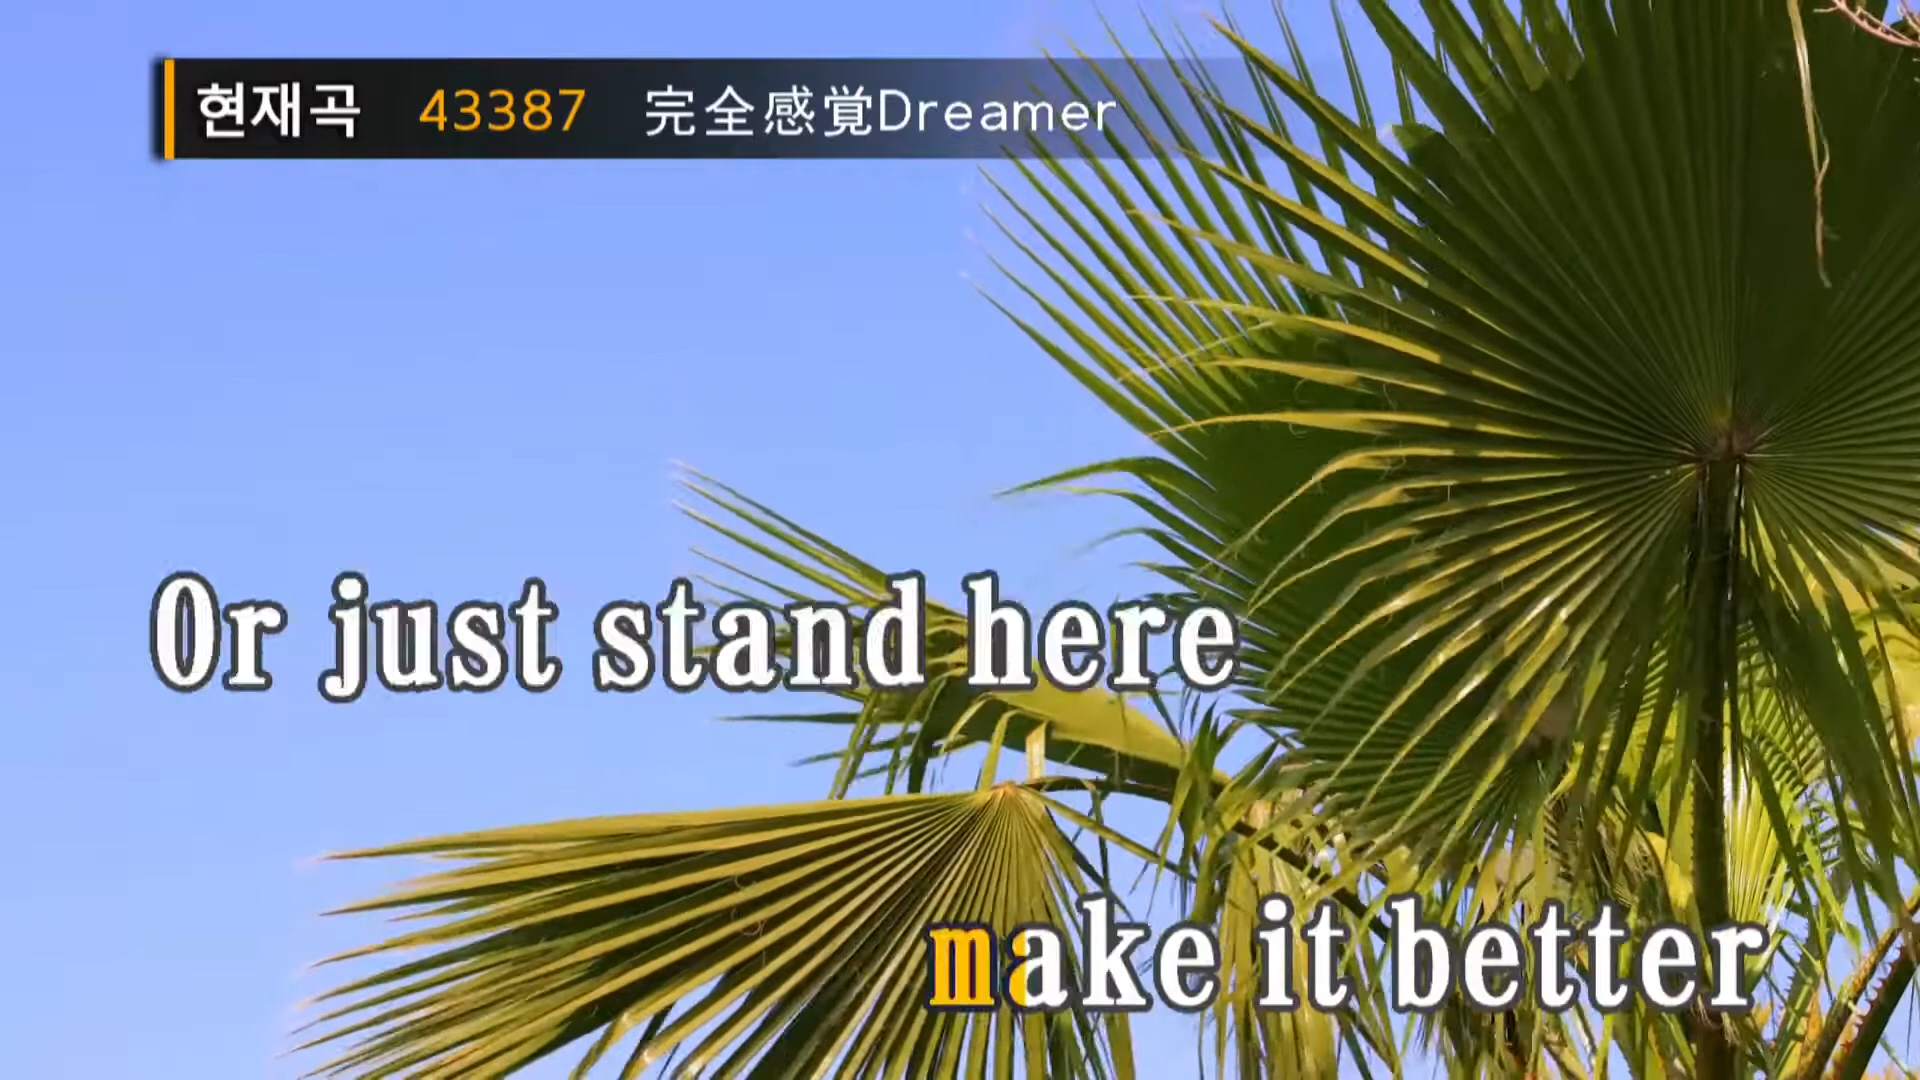 현재곡 43387 完全感覚Dreamer
Or just stand here
make it better